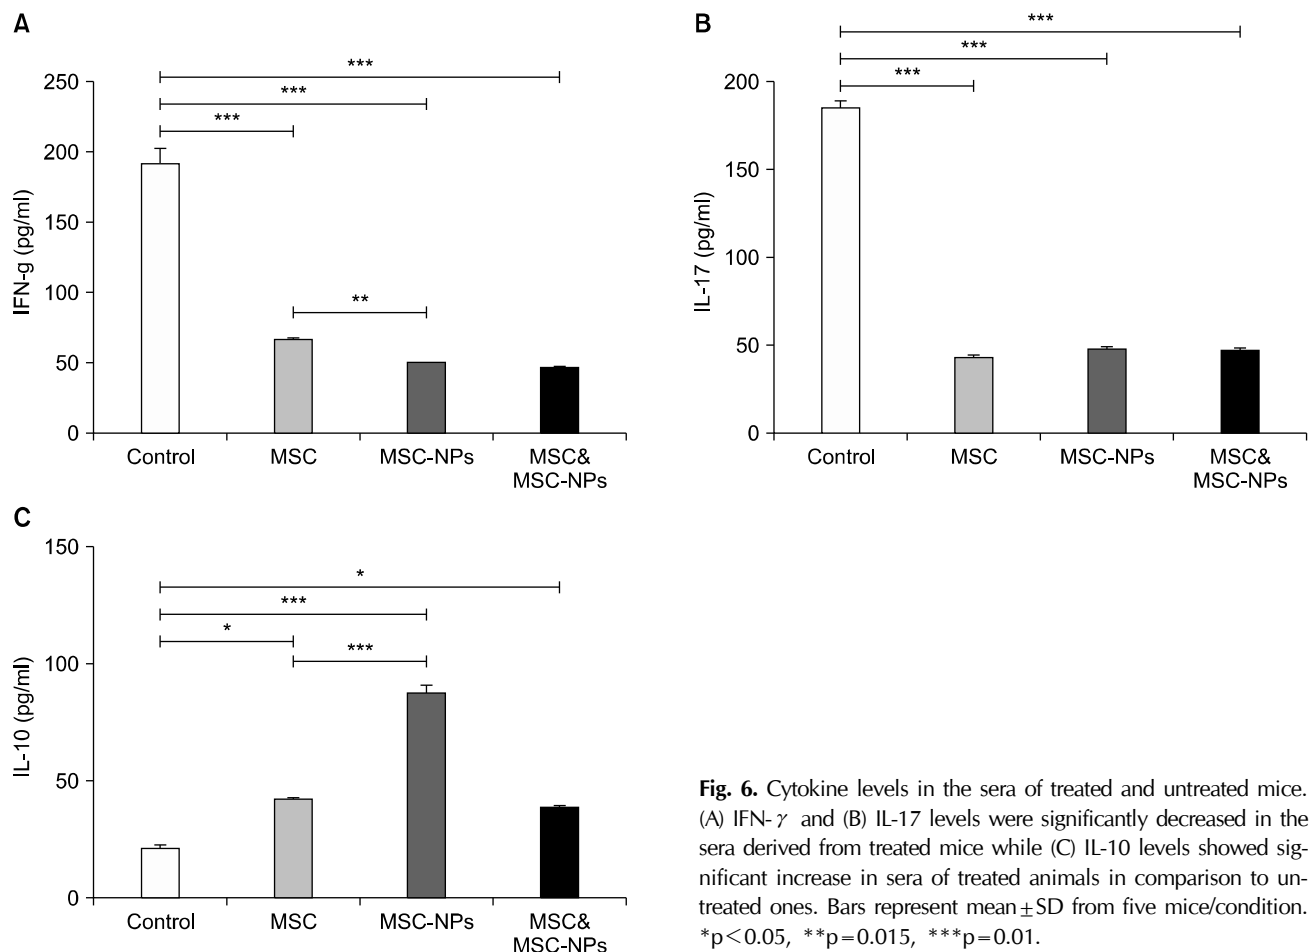 A
***
***
***
**
250
200
150
100
50
0
IFN-g (pg/ml)
Control
MSC
MSC-NPs
MSC&
MSC-NPs
B
***
***
***
200
150
100
50
0
IL-17 (pg/ml)
Control
MSC
MSC-NPs
MSC&
MSC-NPs
C
*
***
*
***
150
100
50
0
IL-10 (pg/ml)
Control
MSC
MSC-NPs
MSC&
MSC-NPs
Fig. 6. Cytokine levels in the sera of treated and untreated mice.
(A) IFN-γ and (B) IL-17 levels were significantly decreased in the
sera derived from treated mice while (C) IL-10 levels showed sig-
nificant increase in sera of treated animals in comparison to un-
treated ones. Bars represent mean±SD from five mice/condition.
*p<0.05, **p=0.015, ***p=0.01.